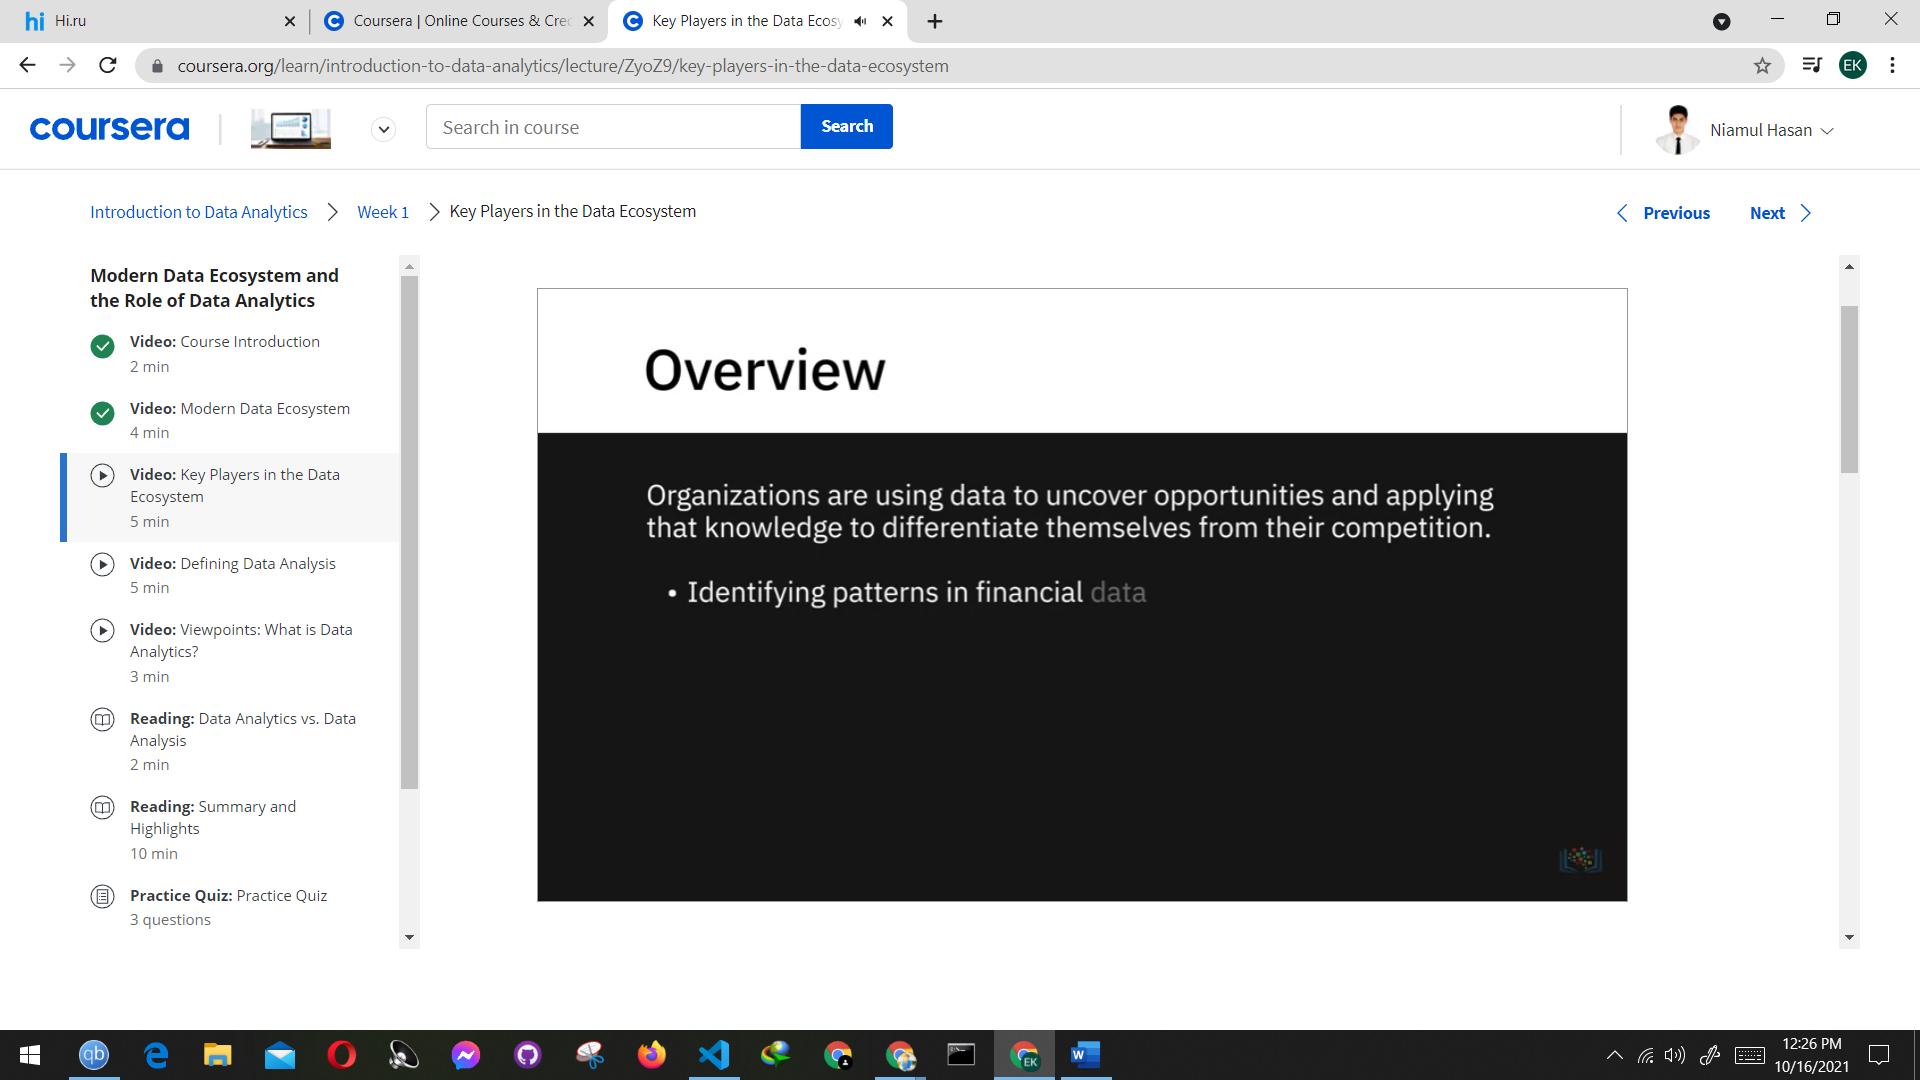 Hi.ru
Coursera | Online Courses & Cred
Key Players in the Data Ecosy
coursera.org/learn/introduction-to-data-analytics/lecture/ZyoZ9/key-players-in-the-data-ecosystem
EK
coursera
Search in course
Search
Niamul Hasan
Introduction to Data Analytics
Week 1
Key Players in the Data Ecosystem
Previous
Next
Modern Data Ecosystem and
the Role of Data Analytics
Video: Course Introduction
2 min
Video: Modern Data Ecosystem
4 min
Video: Key Players in the Data
Ecosystem
5 min
Video: Defining Data Analysis
5 min
Video: Viewpoints: What is Data
Analytics?
3 min
Reading: Data Analytics vs. Data
Analysis
2 min
Reading: Summary and
Highlights
10 min
Practice Quiz: Practice Quiz
3 questions
Overview
Organizations are using data to uncover opportunities and applying
that knowledge to differentiate themselves from their competition.
• Identifying patterns in financial data
12:26 PM
10/16/2021